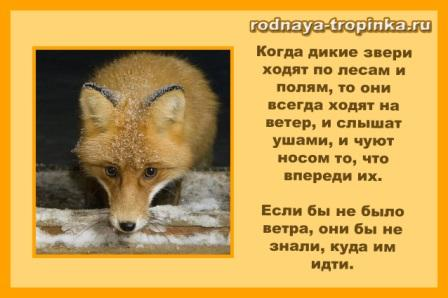 rodnaya-tropinka.ru
Когда дикие звери
ходят по лесам и
полям, то они
всегда ходят на
ветер, и слышат
ушами, и чуют
носом то, что
впереди их.
Если бы не было
ветра, они бы не
знали, куда им
идти.